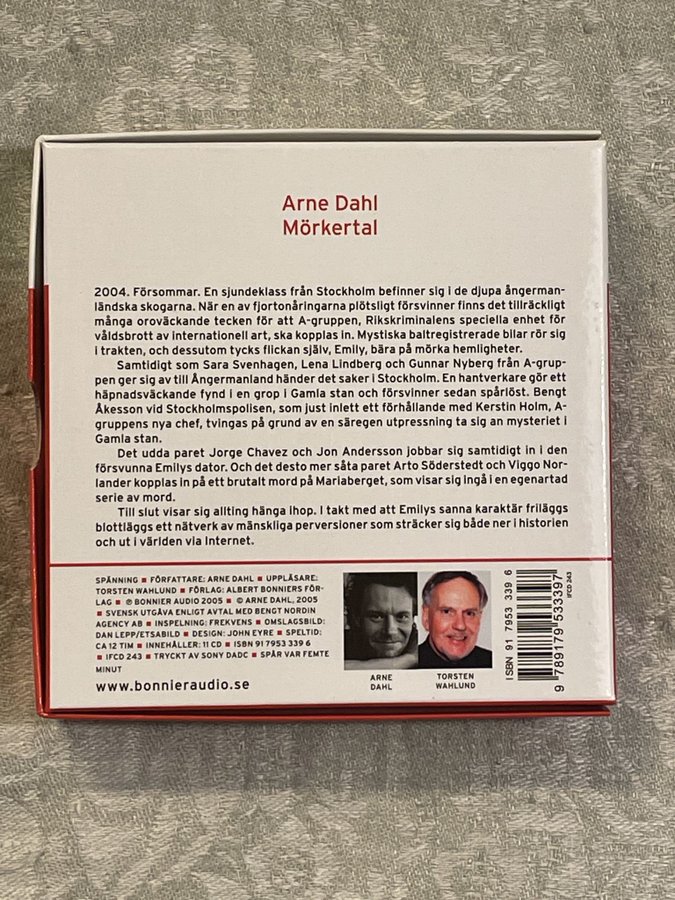 Arne Dahl
Mörkertal
2004. Försommar. En sjundeklass från Stockholm befinner sig i de djupa ångerman-
ländska skogarna. När en av fjortonåringarna plötsligt försvinner finns det tillräckligt
många oroväckande tecken för att A-gruppen, Rikskriminalens speciella enhet för
våldsbrott av internationell art, ska kopplas in. Mystiska baltregistrerade bilar rör sig
i trakten, och dessutom tycks flickan själv, Emily, bära på mörka hemligheter.
Samtidigt som Sara Svenhagen, Lena Lindberg och Gunnar Nyberg från A-grup-
pen ger sig av till Ångermanland händer det saker i Stockholm. En hantverkare gör ett
häpnadsväckande fynd i en grop i Gamla stan och försvinner sedan spårlöst. Bengt
Åkesson vid Stockholmspolisen, som just inlett ett förhållande med Kerstin Holm, A-
gruppens nya chef, tvingas på grund av en säregen utpressning ta sig an mysteriet i
Gamla stan.
Det udda paret Jorge Chavez och Jon Andersson jobbar sig samtidigt in i den
försvunna Emilys dator. Och det desto mer såta paret Arto Söderstedt och Viggo Nor-
lander kopplas in på ett brutalt mord på Mariaberget, som visar sig ingå i en egenartad
serie av mord.
Till slut visar sig allting hänga ihop. I takt med att Emilys sanna karaktär friläggs
blottläggs ett nätverk av mänskliga perversioner som sträcker sig både ner i historien
och ut i världen via Internet.
SPÄNNING ■ FÖRFATTARE: ARNE DAHL ■ UPPLÄSARE:
TORSTEN WAHLUND ■ FÖRLAG: ALBERT BONNIERS FÖR-
LAG ■ ℗ BONNIER AUDIO 2005 ■ © ARNE DAHL, 2005
■ SVENSK UTGÅVA ENLIGT AVTAL MED BENGT NORDIN
AGENCY AB ■ INSPELNING: FREKVENS ■ OMSLAGSBILD:
DAN LEPP/ETSABILD ■ DESIGN: JOHN EYRE ■ SPELTID:
CA 12 TIM ■ INNEHÅLLER: 11 CD ■ ISBN 91 7953 339 6
■ IFCD 243 ■ TRYCKT AV SONY DADC ■ SPÅR VAR FEMTE
MINUT
www.bonnieraudio.se
ARNE
DAHL
TORSTEN
WAHLUND
ISBN 91 7953 339 6
9 789179 533397
IFCD 243